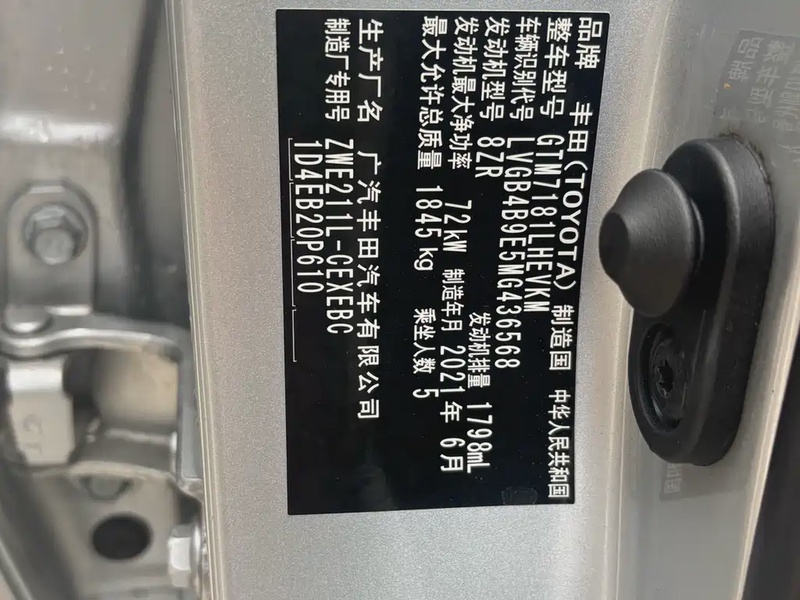 品牌 丰田(TOYOTA) 制造国 中华人民共和国
整车型号 GTM7181LHEVKM
车辆识别代号 LVGB4B9E5MG436568
发动机型号 8ZR 发动机排量 1798mL
发动机最大净功率 72kW 制造年月 2021年6月
最大允许总质量 1845kg 乘坐人数 5
生产厂名 广汽丰田汽车有限公司
制造厂专用号 ZWE211L-CEXEBC
1D4EB20P610